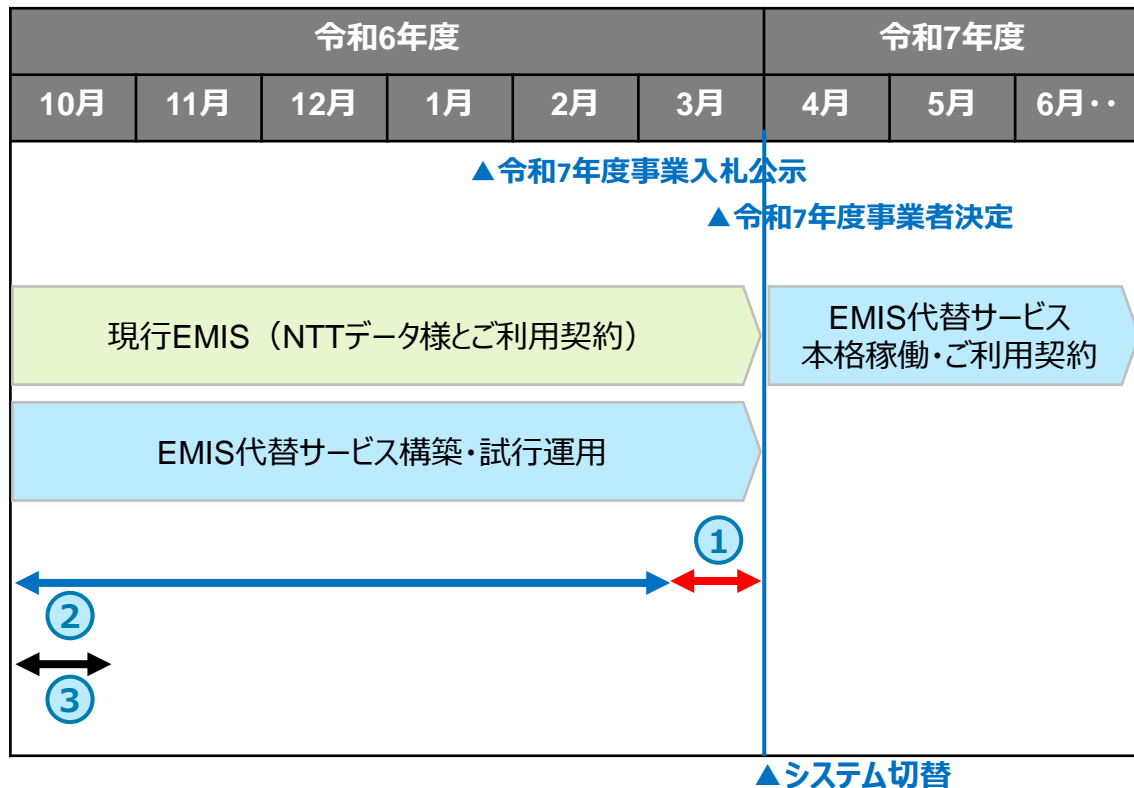 令和6年度 令和7年度
10月 11月 12月 1月 2月 3月 4月 5月 6月・・
▲令和7年度事業入札公示
▲令和7年度事業者決定
現行EMIS（NTTデータ様とご利用契約）
EMIS代替サービス
本格稼働・ご利用契約
EMIS代替サービス構築・試行運用
1
2
3
▲システム切替